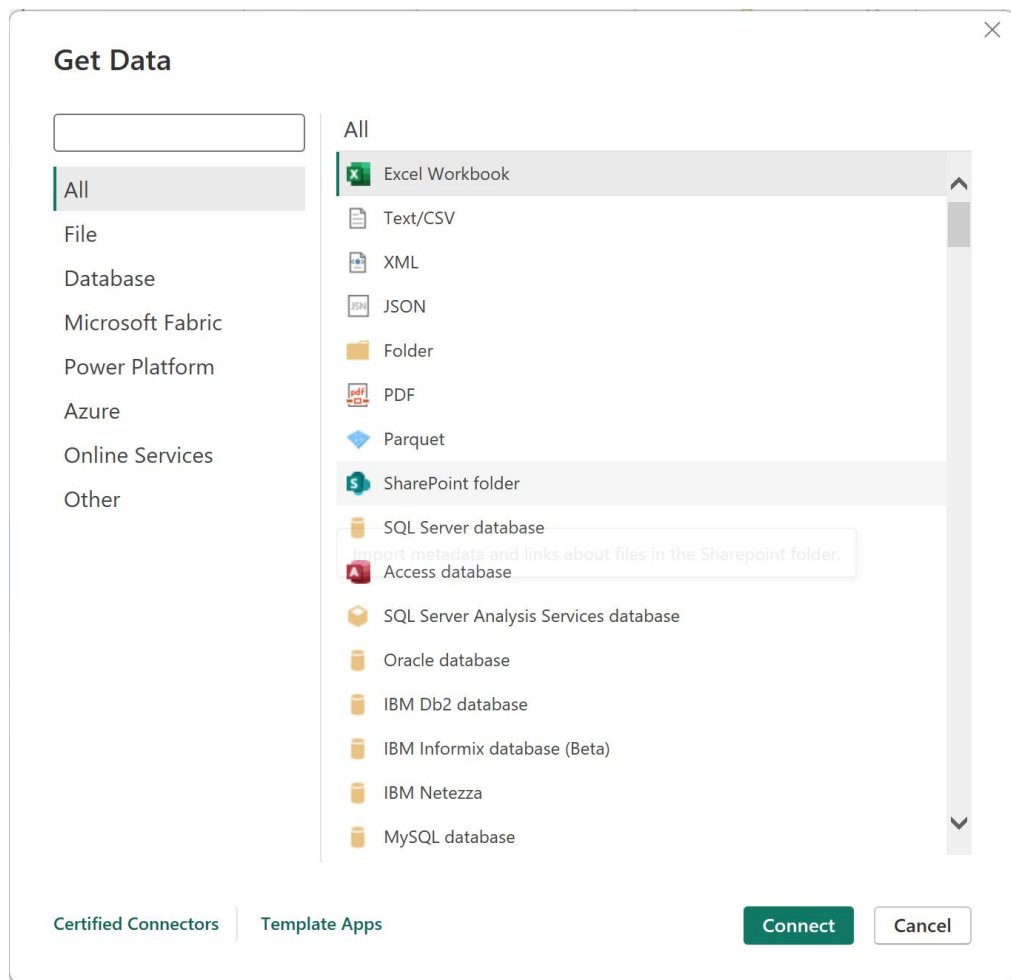 Get Data
All
File
Database
Microsoft Fabric
Power Platform
Azure
Online Services
Other
All
Excel Workbook
Text/CSV
XML
JSON
Folder
PDF
Parquet
SharePoint folder
SQL Server database
Import metadata and links about files in the Sharepoint folder.
Access database
SQL Server Analysis Services database
Oracle database
IBM Db2 database
IBM Informix database (Beta)
IBM Netezza
MySQL database
Certified Connectors
Template Apps
Connect
Cancel